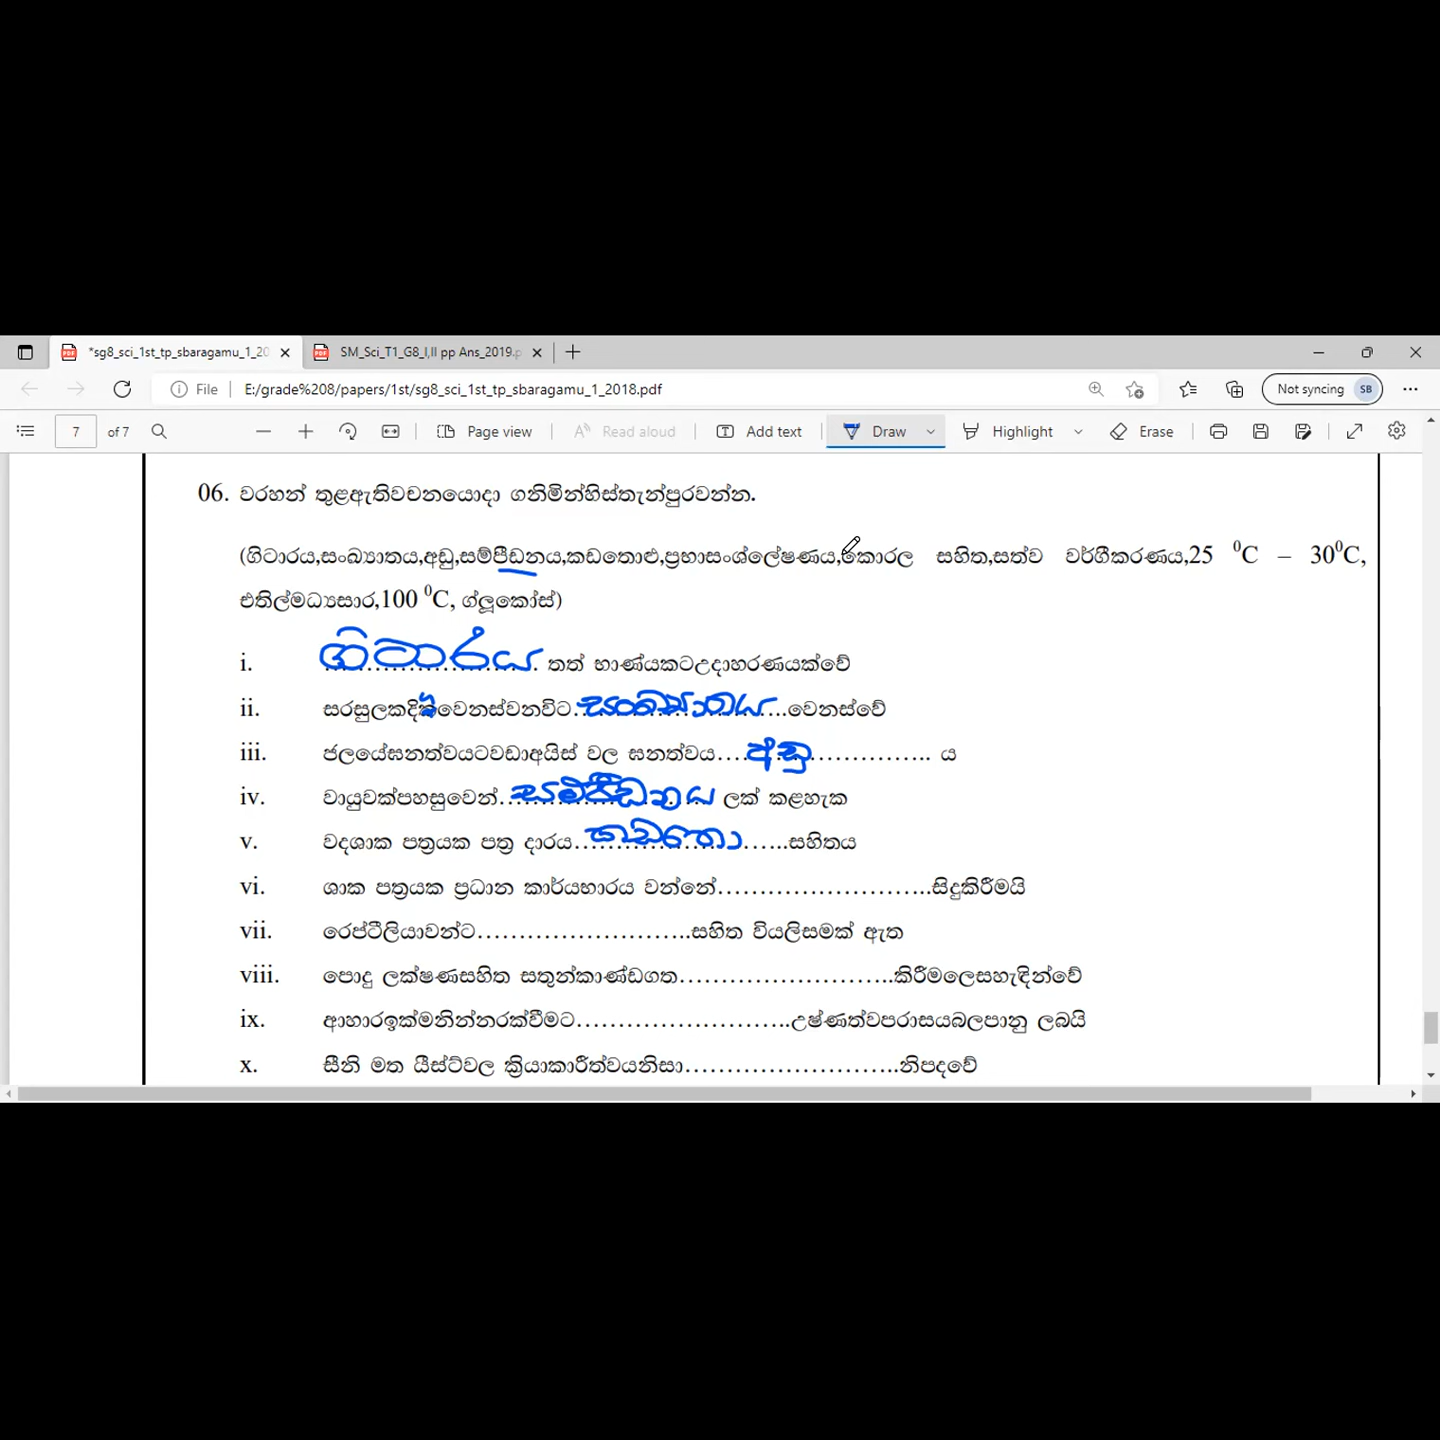 *sg8_sci_1st_tp_sbaragamu_1_20
SM_Sci_T1_G8_I,II pp Ans_2019.p
File E:/grade%208/papers/1st/sg8_sci_1st_tp_sbaragamu_1_2018.pdf Not syncing SB
7 of 7 Page view Read aloud Add text Draw Highlight Erase
06. වරහන් තුළඇතිවචනයොදා ගනිමින්හිස්තැන්පුරවන්න.
(ගිටාරය,සංඛ්‍යාතය,අඩු,සම්පීඩනය,කඩතොළු,ප්‍රභාසංශ්ලේෂණය,කොරල සහිත,සත්ව වර්ගීකරණය,25 ⁰C – 30⁰C,
එතිල්මධ්‍යසාර,100 ⁰C, ග්ලූකෝස්)
i. ගිටාරය තත් භාණ්යකටඋදාහරණයක්වේ
ii. සරසුලකදික්වෙනස්වනවිට......................සංඛ්‍යාතය..වෙනස්වේ
iii. ජලයේඝනත්වයටවඩාඅයිස් වල ඝනත්වය....අඩු.................. ය
iv. වායුවක්පහසුවෙන්..සම්පීඩනය ලක් කළහැක
v. වදශාක පත්‍රයක පත්‍ර දාරය...කඩතො......සහිතය
vi. ශාක පත්‍රයක ප්‍රධාන කාර්යභාරය වන්නේ..........................සිදුකිරීමයි
vii. රෙප්ටීලියාවන්ට..........................සහිත වියලිසමක් ඇත
viii. පොදු ලක්ෂණසහිත සතුන්කාණ්ඩගත..........................කිරීමලෙසහැඳින්වේ
ix. ආහාරඉක්මනින්නරක්වීමට..........................උෂ්ණත්වපරාසයබලපානු ලබයි
x. සීනි මත යීස්ට්වල ක්‍රියාකාරීත්වයනිසා..........................නිපදවේ